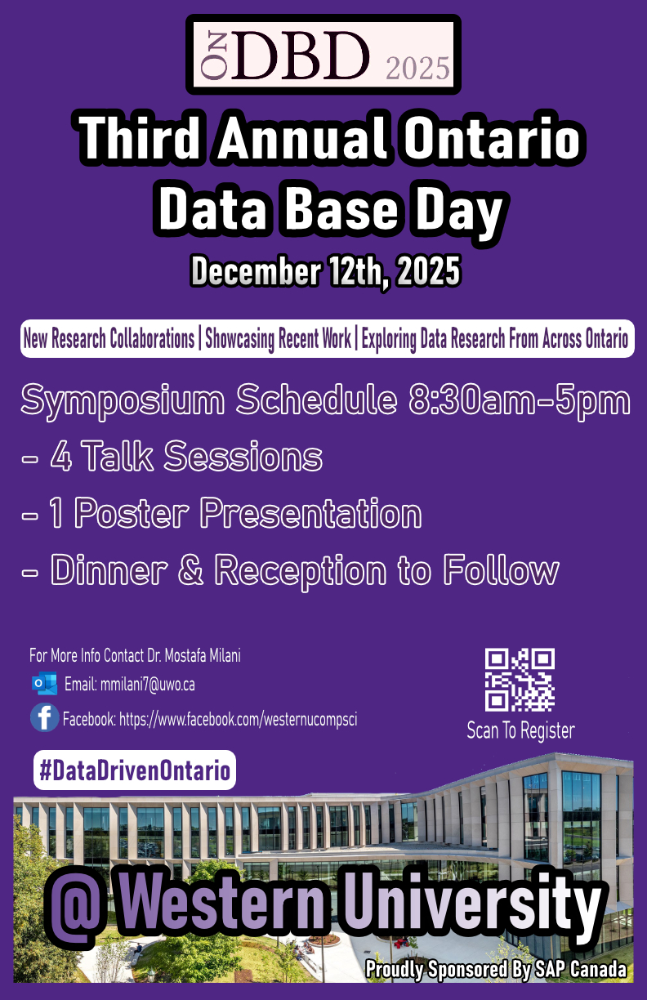 ON DBD 2025
Third Annual Ontario
Data Base Day
December 12th, 2025
New Research Collaborations | Showcasing Recent Work | Exploring Data Research From Across Ontario
Symposium Schedule 8:30am-5pm
- 4 Talk Sessions
- 1 Poster Presentation
- Dinner & Reception to Follow
For More Info Contact Dr. Mostafa Milani
Email: mmilani7@uwo.ca
Facebook: https://www.facebook.com/westernucompsci
Scan To Register
#DataDrivenOntario
@ Western University
Proudly Sponsored By SAP Canada